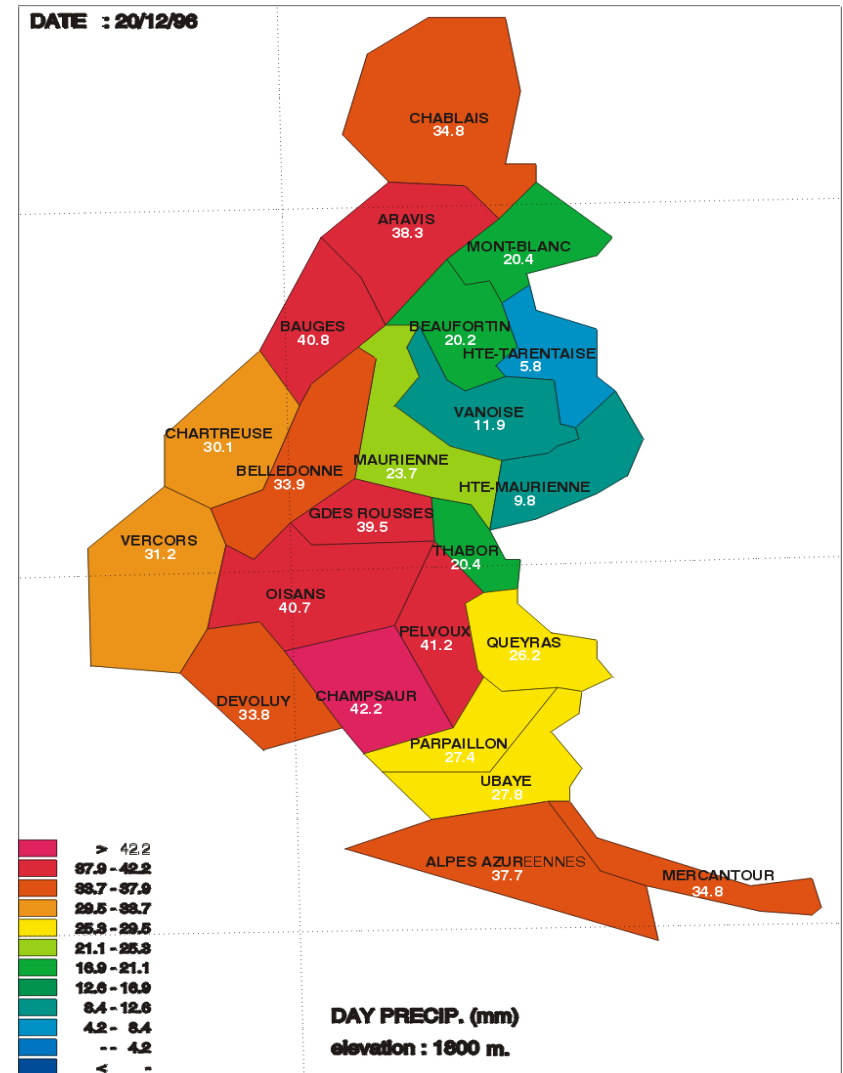 DATE : 20/12/96
CHABLAIS
34.8
ARAVIS
38.3
MONT-BLANC
20.4
BAUGES
40.8
BEAUFORTIN
20.2
HTE-TARENTAISE
5.8
VANOISE
11.9
CHARTREUSE
30.1
MAURIENNE
23.7
BELLEDONNE
33.9
HTE-MAURIENNE
9.8
GDES ROUSSES
39.5
VERCORS
31.2
THABOR
20.4
OISANS
40.7
PELVOUX
41.2
QUEYRAS
26.2
DEVOLUY
33.8
CHAMPSAUR
42.2
PARPAILLON
27.4
UBAYE
27.8
ALPES AZUREENNES
37.7
MERCANTOUR
34.8
> 42.2
37.9 - 42.2
33.7 - 37.9
29.5 - 33.7
25.3 - 29.5
21.1 - 25.3
16.9 - 21.1
12.6 - 16.9
8.4 - 12.6
4.2 - 8.4
-- 4.2
< -
DAY PRECIP. (mm)
elevation : 1800 m.